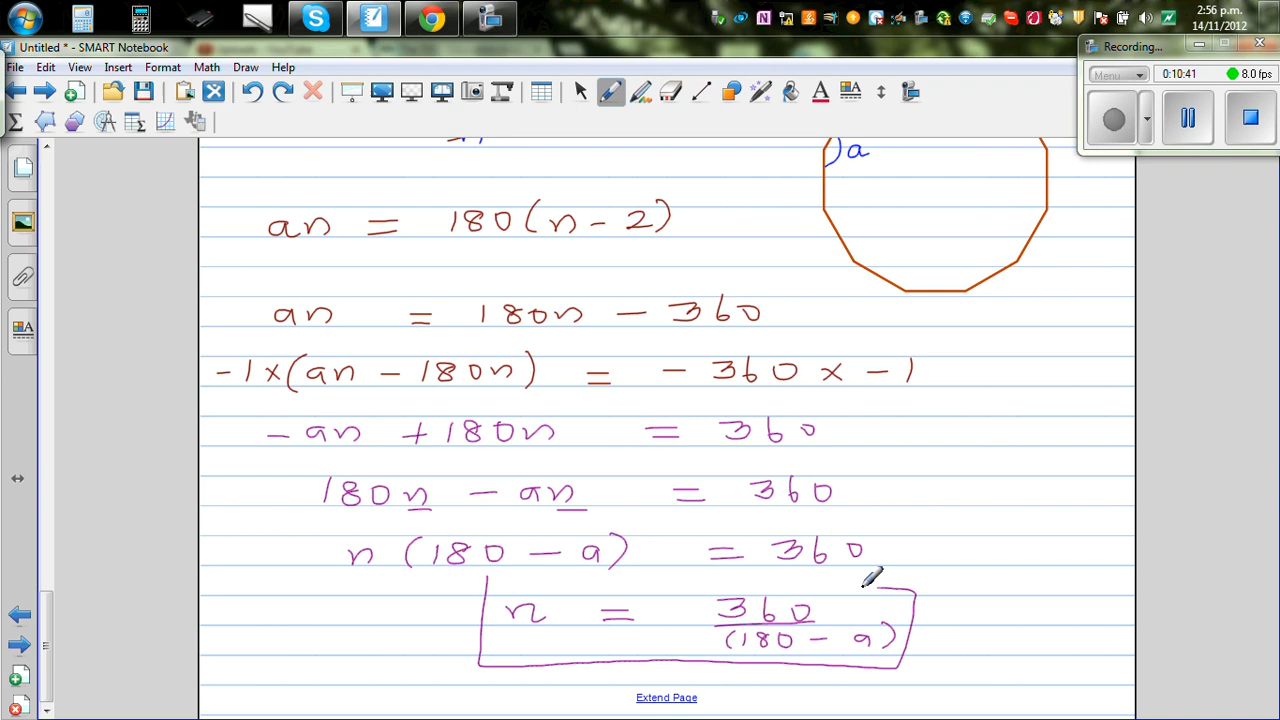 2:56 p.m.
14/11/2012
Untitled * - SMART Notebook
Recording...
File Edit View Insert Format Math Draw Help
Menu
0:10:41
8.0 fps
a
an = 180(n - 2)
an = 180n - 360
-1 x (an - 180n) = - 360 x - 1
- an + 180n = 360
180n - an = 360
n (180 - a) = 360
n = 360
(180 - a)
Extend Page